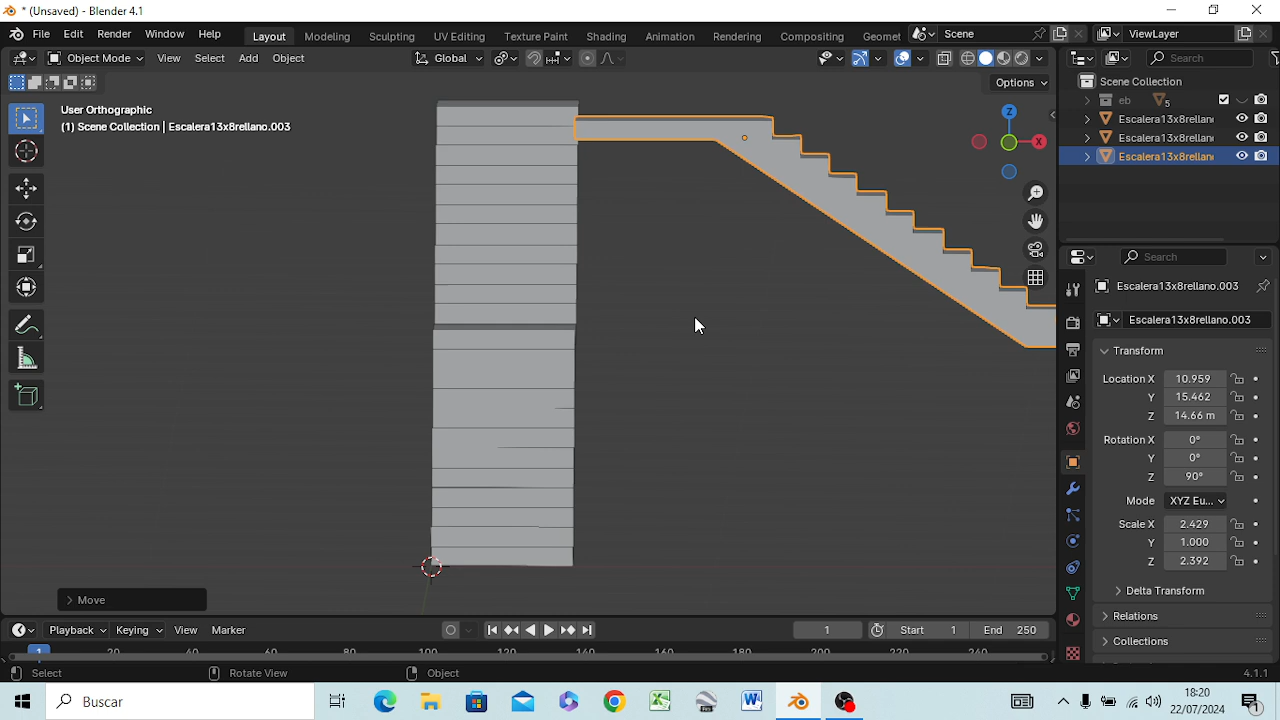 * (Unsaved) - Blender 4.1
File Edit Render Window Help Layout Modeling Sculpting UV Editing Texture Paint Shading Animation Rendering Compositing Geomet Scene ViewLayer
Object Mode View Select Add Object Global Search
Options
User Orthographic
(1) Scene Collection | Escalera13x8rellano.003
Z
X
Scene Collection
eb 5
Escalera13x8rellan
Escalera13x8rellan
Escalera13x8rellan
Search
Escalera13x8rellano.003
Escalera13x8rellano.003
Transform
Location X 10.959
Y 15.462
Z 14.66 m
Rotation X 0°
Y 0°
Z 90°
Mode XYZ Eu...
Scale X 2.429
Y 1.000
Z 2.392
Delta Transform
Relations
Collections
> Move
Playback Keying View Marker 1 Start 1 End 250
1 20 40 60 80 100 120 140 160 180 200 220 240
Select Rotate View Object 4.1.1
Buscar
18:20
22/07/2024
1